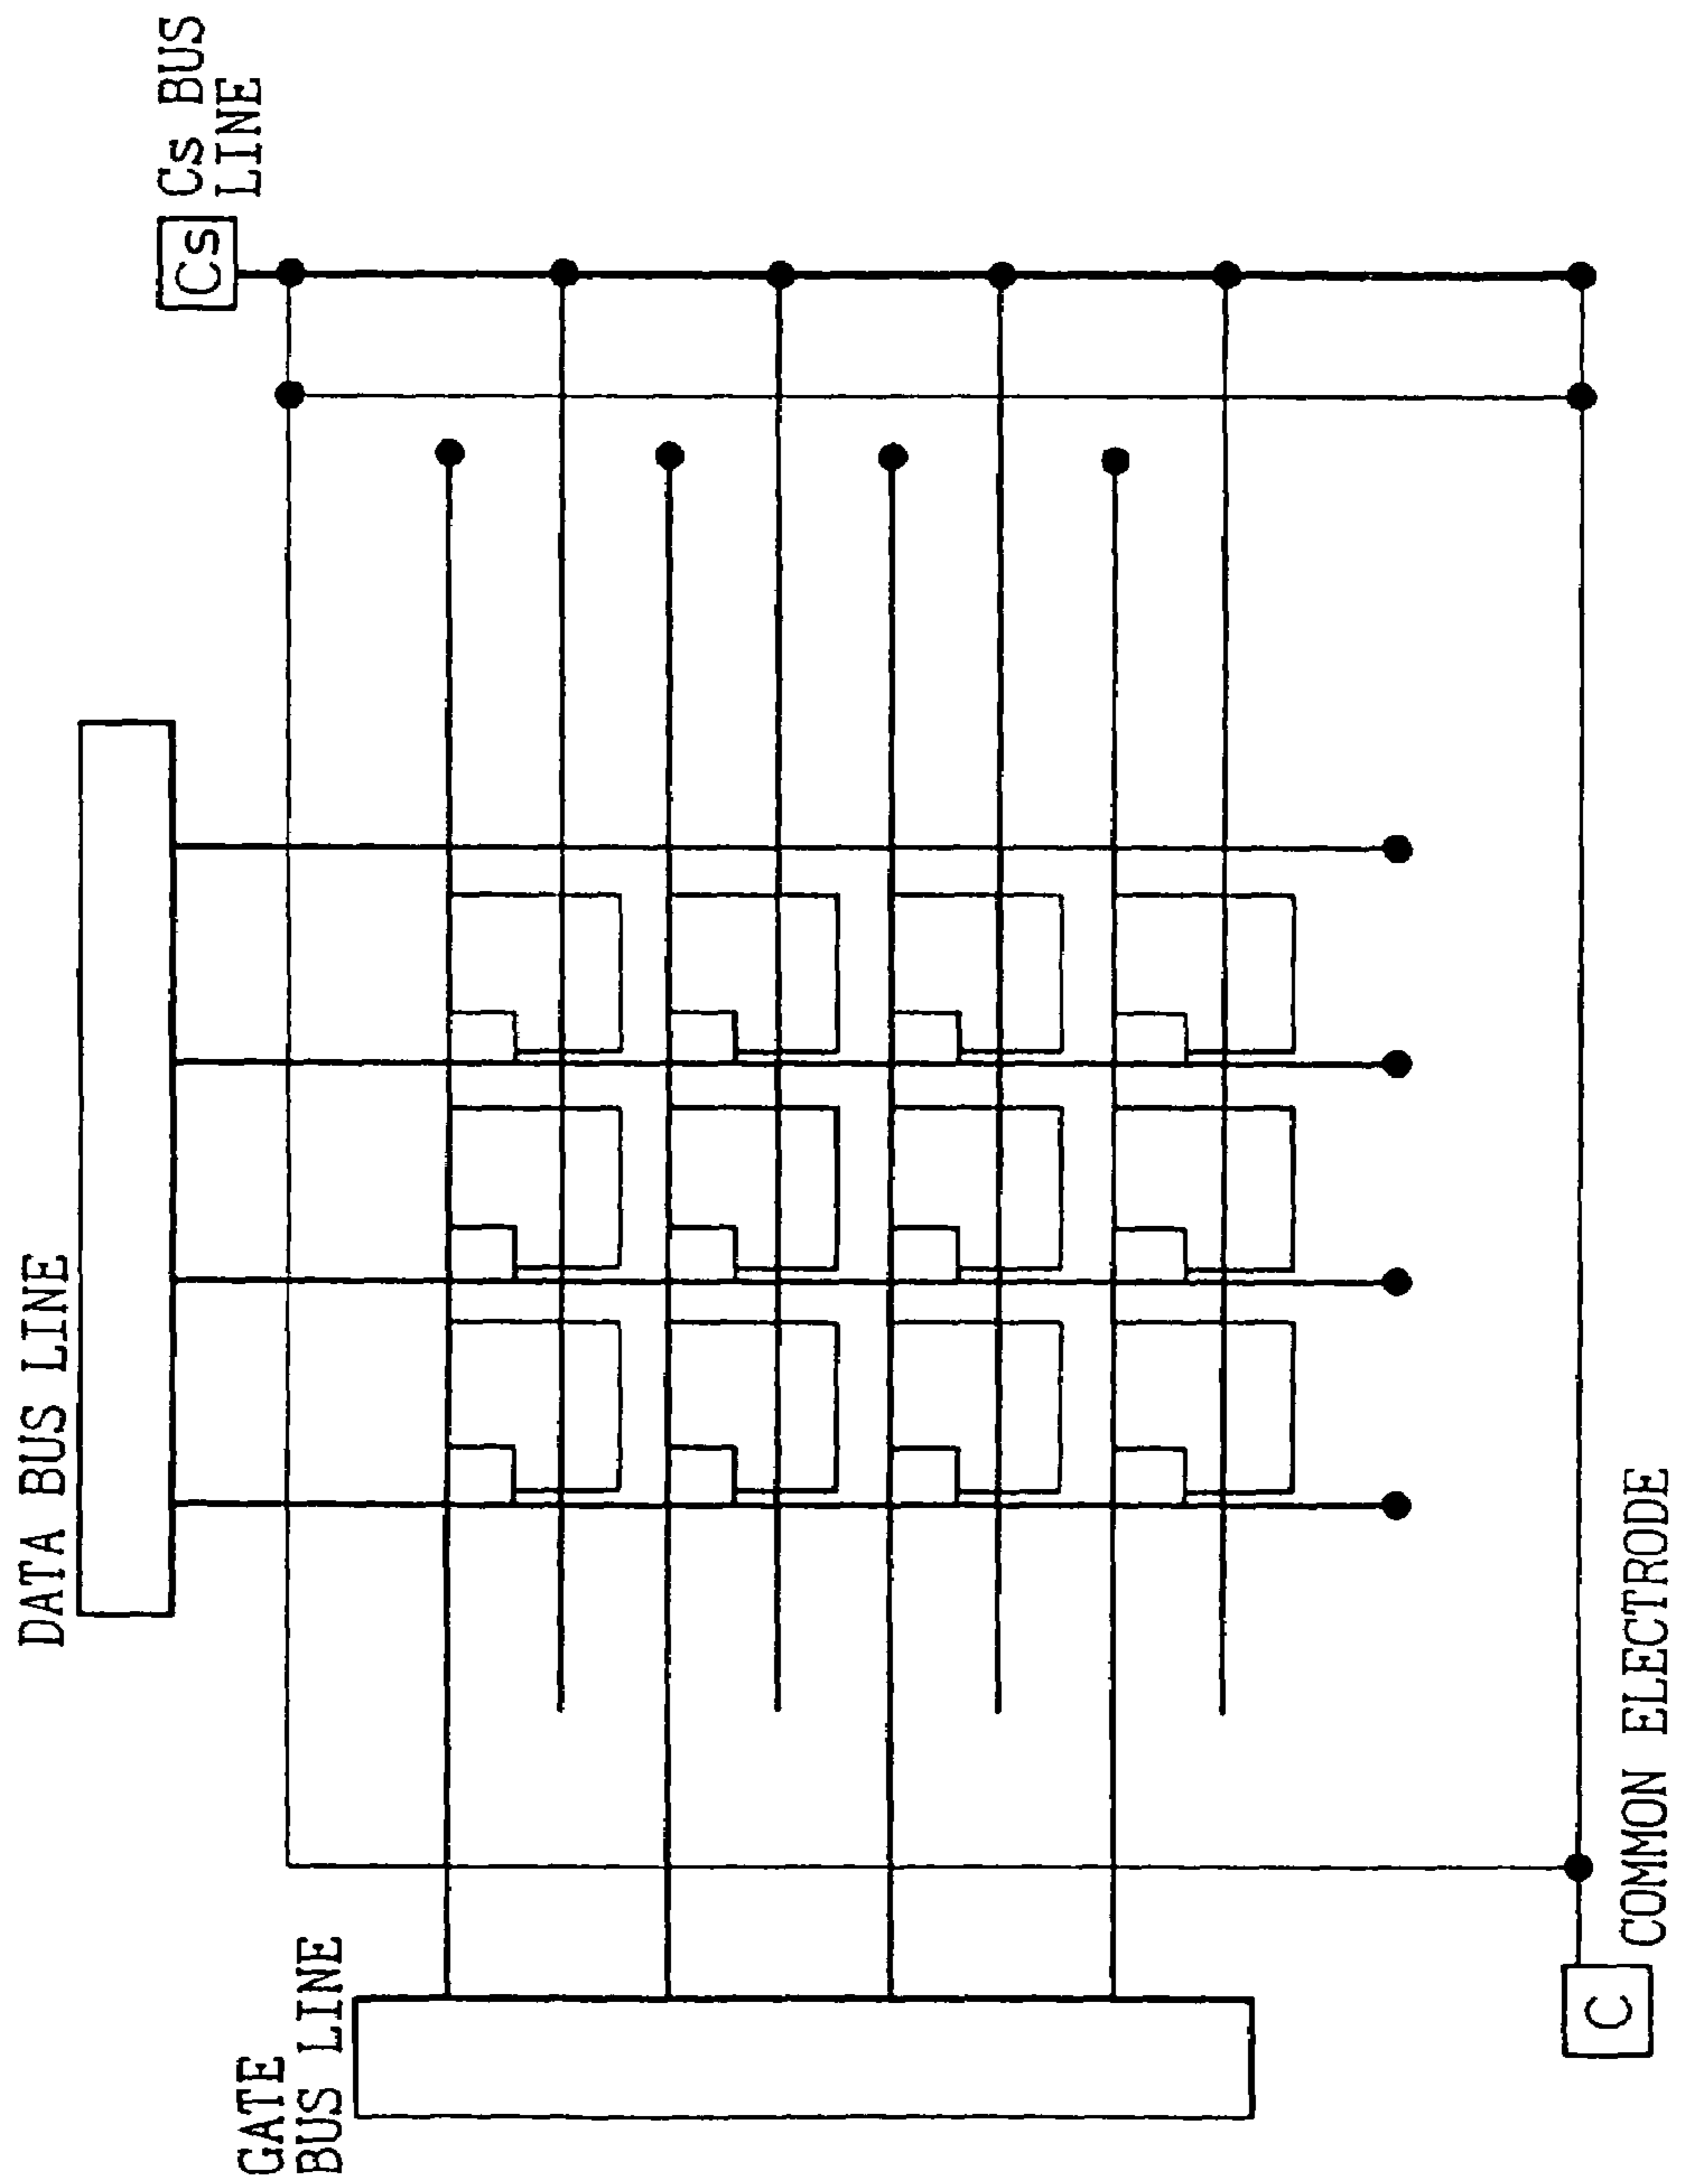 DATA BUS LINE
Cs
Cs BUS
LINE
GATE
BUS LINE
C
COMMON ELECTRODE